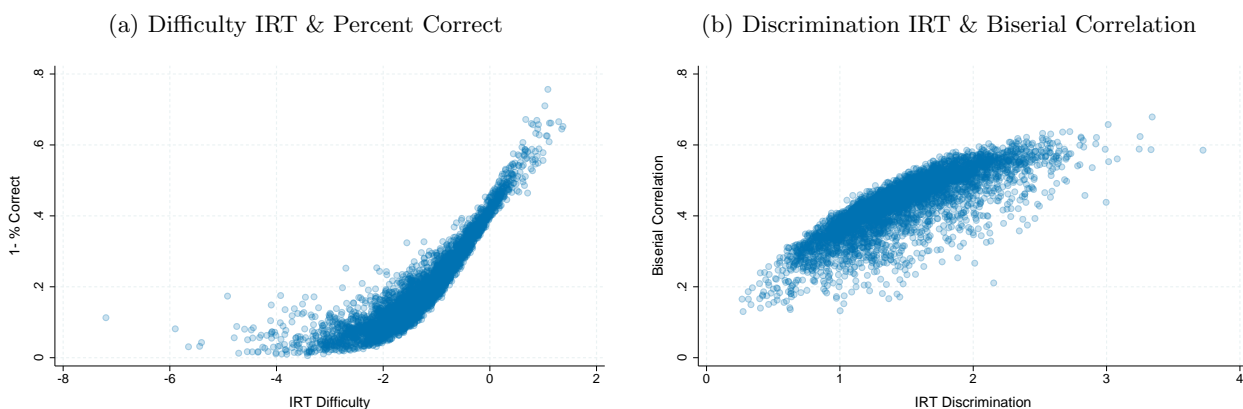 (a) Difficulty IRT & Percent Correct
.8
.6
.4
.2
0
1- % Correct
-8 -6 -4 -2 0 2
IRT Difficulty
(b) Discrimination IRT & Biserial Correlation
.8
.6
.4
.2
0
Biserial Correlation
0 1 2 3 4
IRT Discrimination